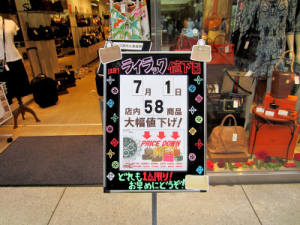 ライラック値下日
7月1日
店内58商品
大幅値下げ!
PRICE DOWN
どれも1点限り!
お早めにどうぞ!